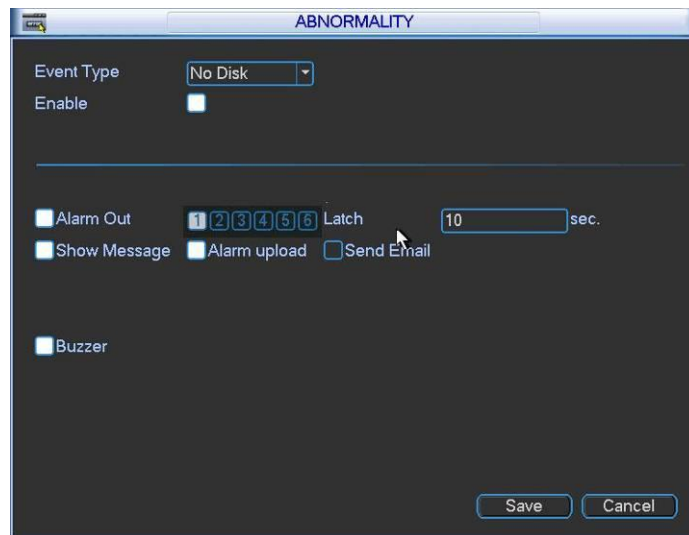 ABNORMALITY
Event Type No Disk
Enable
Alarm Out 1 2 3 4 5 6 Latch 10 sec.
Show Message Alarm upload Send Email
Buzzer
Save Cancel